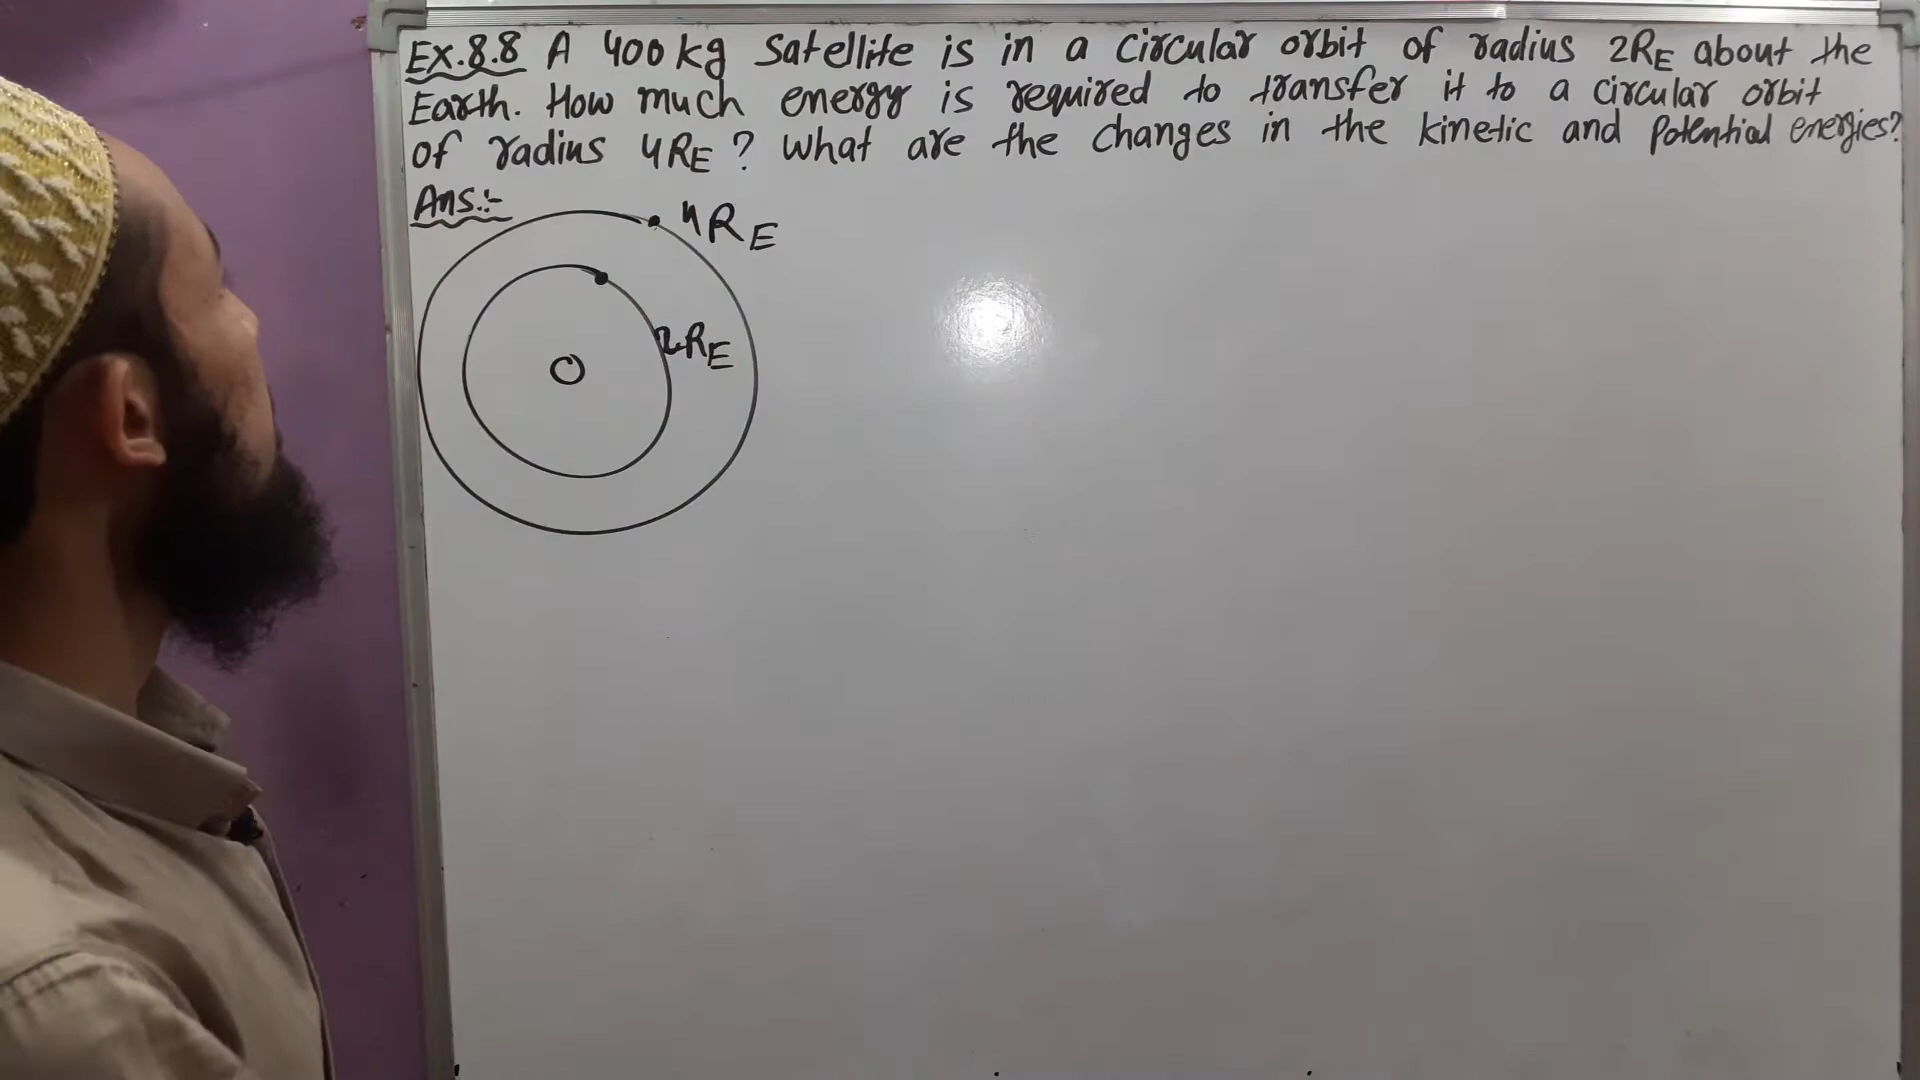 Ex.8.8 A 400 kg Satellite is in a circular orbit of radius 2RE about the
Earth. How much energy is required to transfer it to a circular orbit
of radius 4RE? What are the changes in the kinetic and Potential energies?
Ans.:-
4RE
2RE